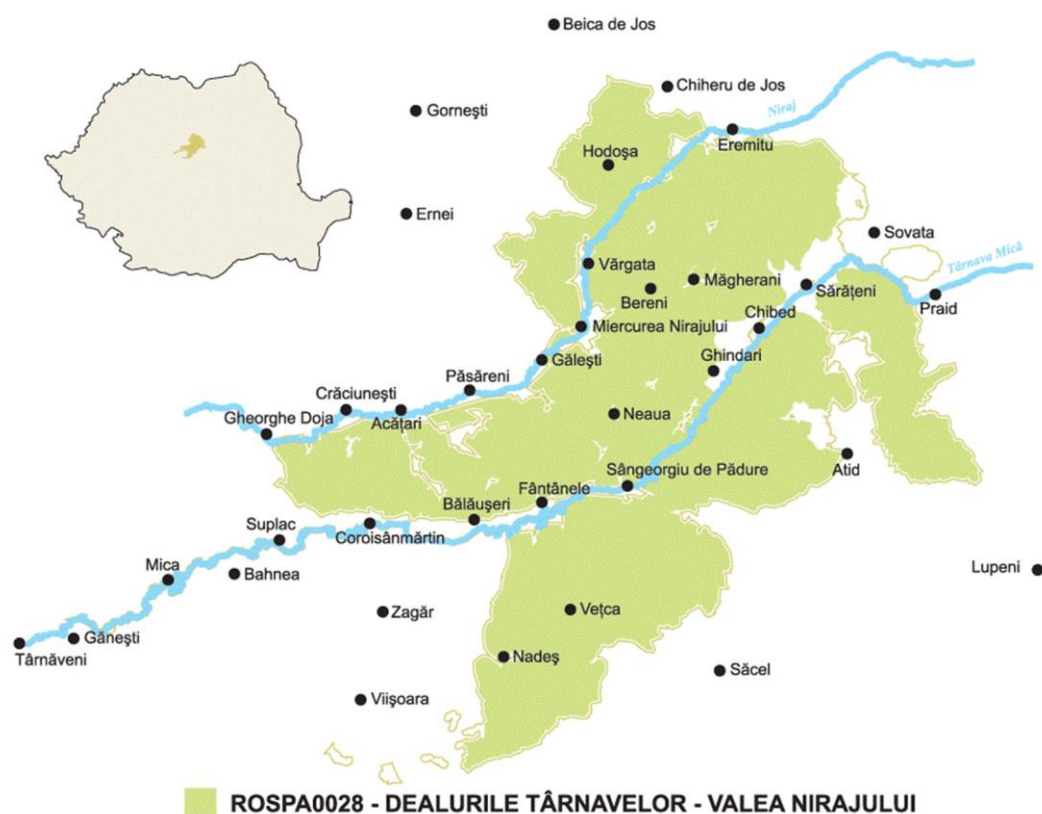 Beica de Jos
Chiheru de Jos
Gorneşti
Niraj
Eremitu
Hodoşa
Ernei
Sovata
Târnava Mică
Vărgata
Măgherani
Bereni
Sărăţeni
Praid
Chibed
Miercurea Nirajului
Găleşti
Ghindari
Păsăreni
Crăciuneşti
Gheorghe Doja
Acăţari
Neaua
Atid
Sângeorgiu de Pădure
Fântânele
Bălăuşeri
Suplac
Coroisânmărtin
Mica
Bahnea
Lupeni
Zagăr
Veţca
Găneşti
Târnăveni
Nadeş
Săcel
Viişoara
ROSPA0028 - DEALURILE TÂRNAVELOR - VALEA NIRAJULUI